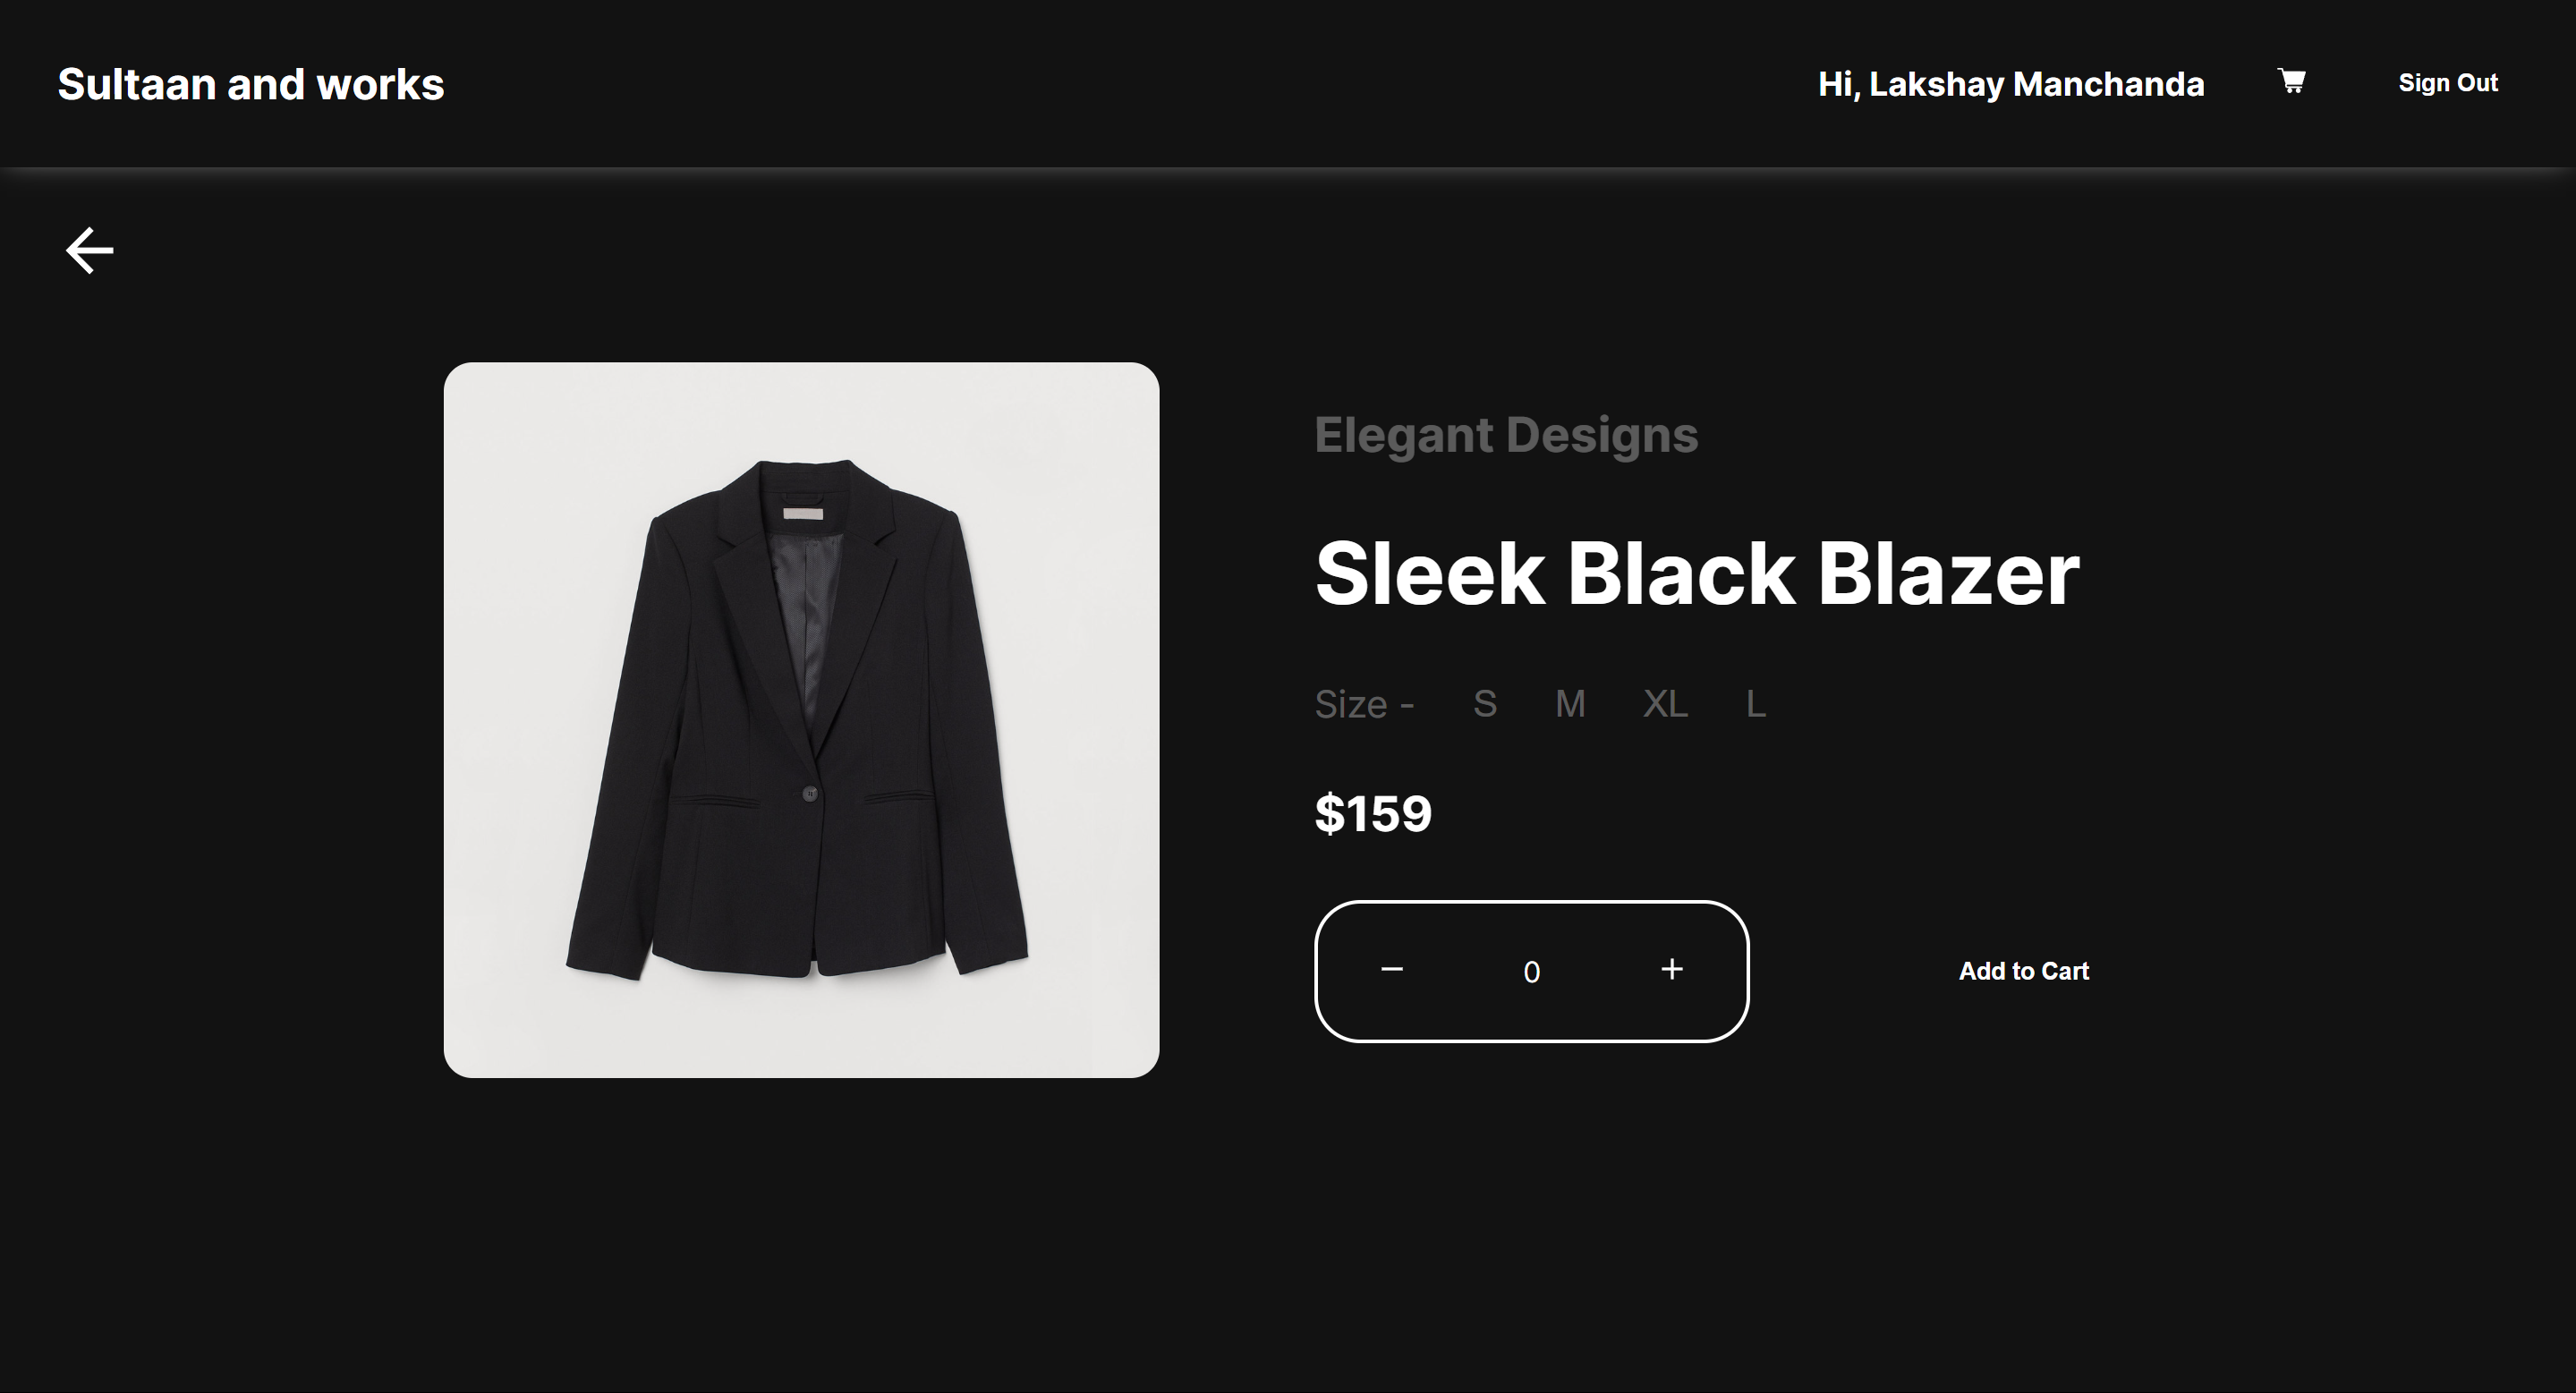 Sultaan and works
Hi, Lakshay Manchanda
Sign Out
Elegant Designs
Sleek Black Blazer
Size - S M XL L
$159
− 0 +
Add to Cart